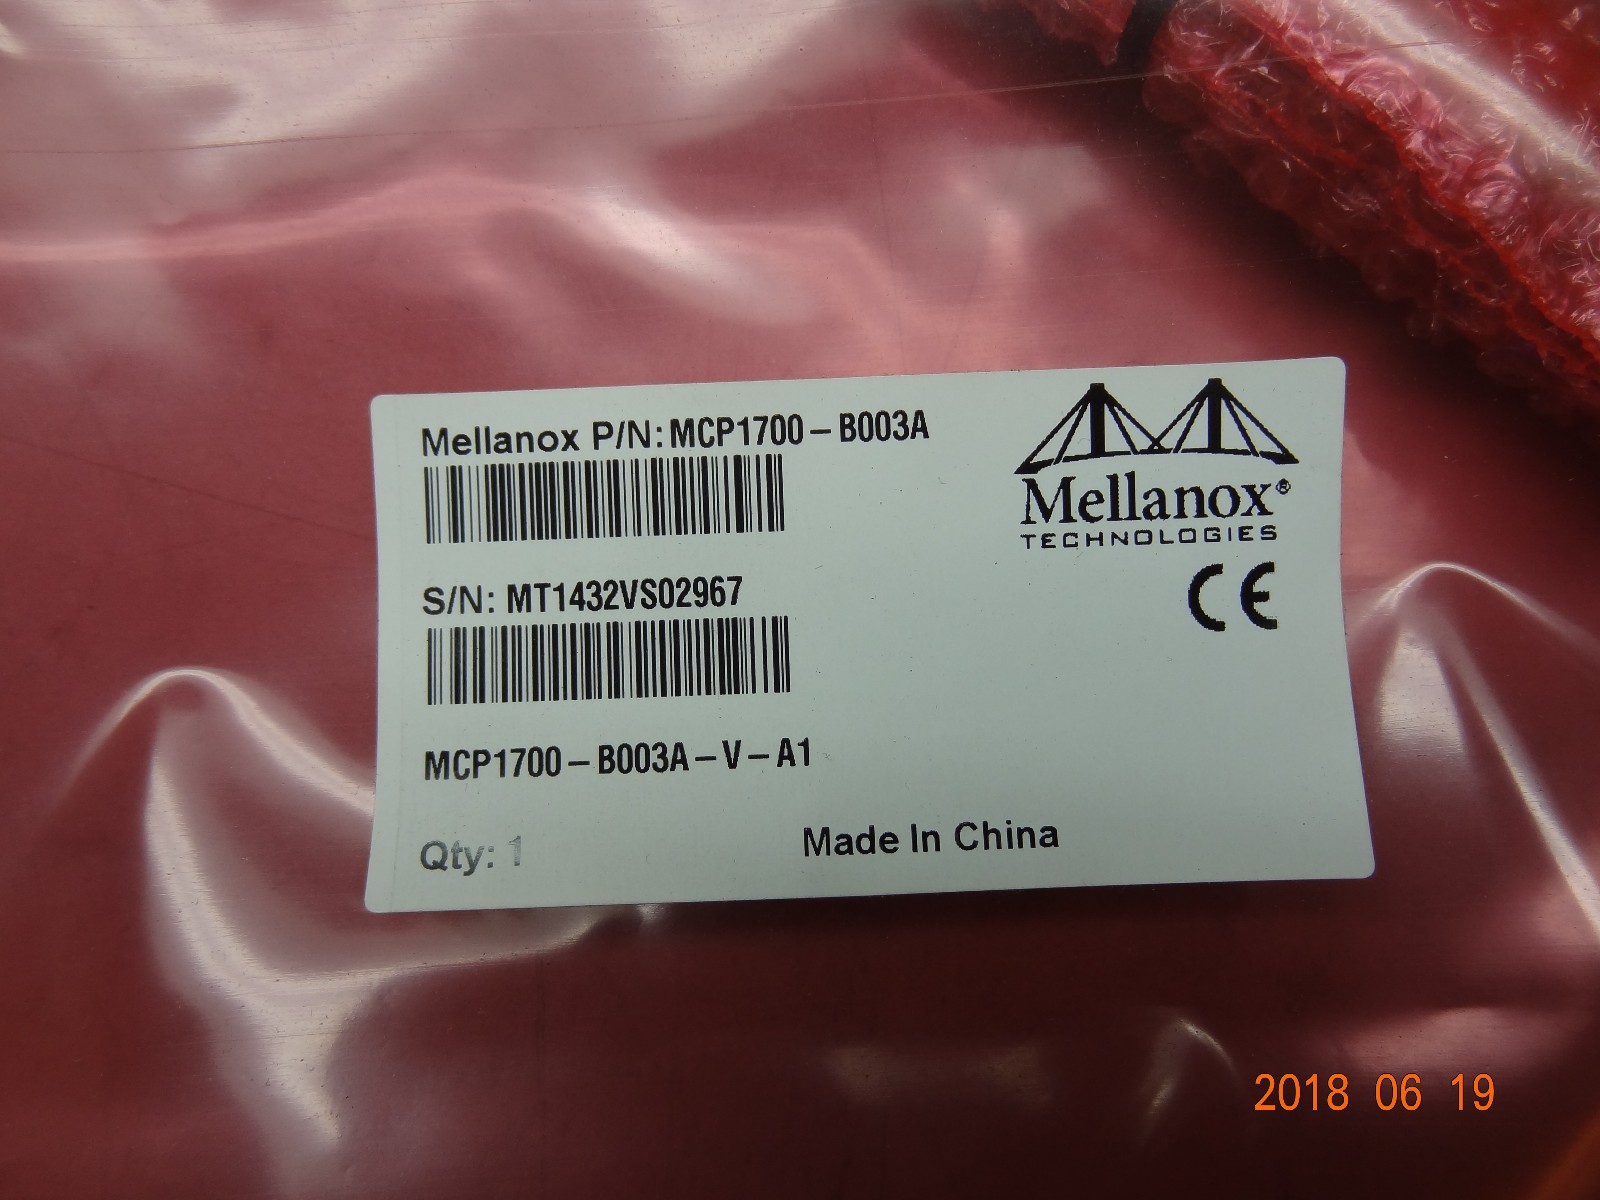 Mellanox P/N: MCP1700-B003A
Mellanox®
TECHNOLOGIES
S/N: MT1432VS02967
CE
MCP1700-B003A-V-A1
Qty: 1
Made In China
2018 06 19